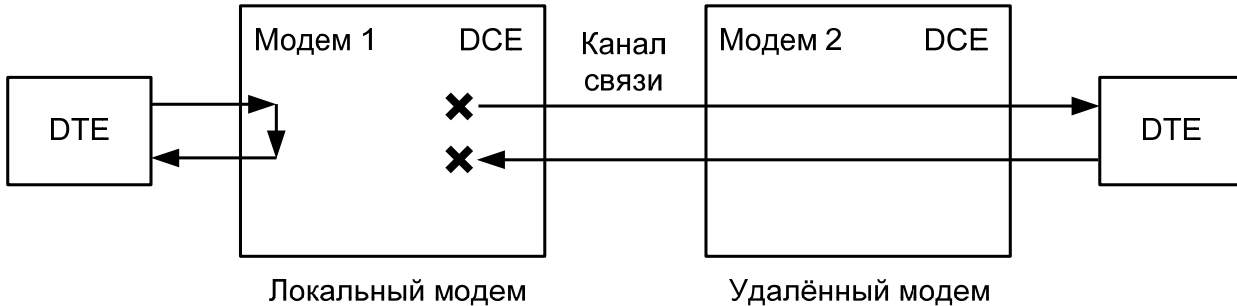 Модем 1 DCE
Канал
связи
Модем 2 DCE
DTE
DTE
Локальный модем
Удалённый модем